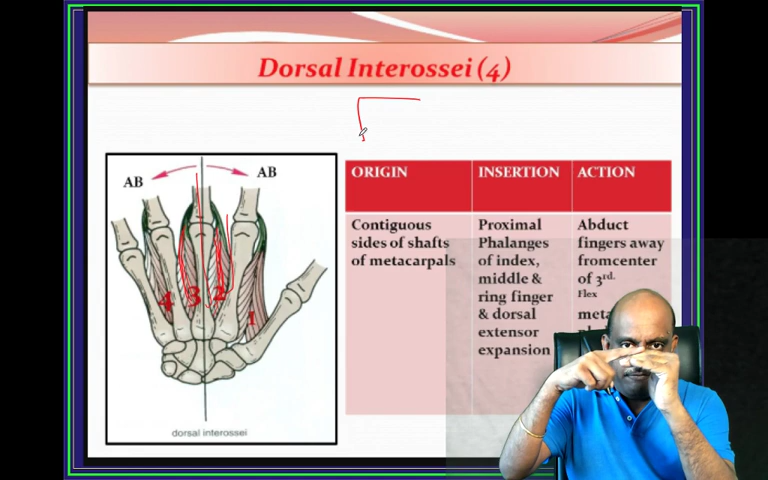 Dorsal Interossei (4)
AB
AB
4
3
2
1
dorsal interossei
ORIGIN
INSERTION
ACTION
Contiguous
sides of shafts
of metacarpals
Proximal
Phalanges
of index,
middle &
ring finger
& dorsal
extensor
expansion
Abduct
fingers away
fromcenter
of 3rd.
Flex